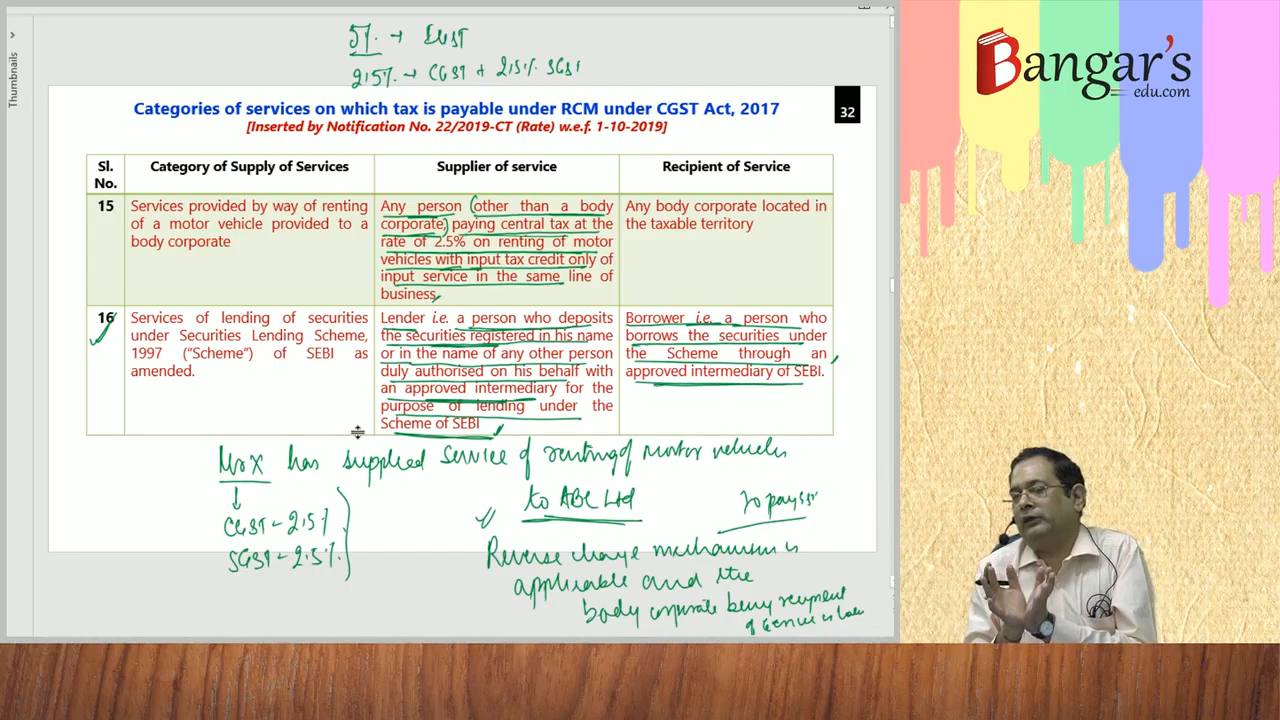 Thumbnails
5% → IGST
2.5% → CGST + 2.5% SGST
Bangar's
edu.com
Categories of services on which tax is payable under RCM under CGST Act, 2017
32
[Inserted by Notification No. 22/2019-CT (Rate) w.e.f. 1-10-2019]
Sl. No.
Category of Supply of Services
Supplier of service
Recipient of Service
15
Services provided by way of renting
of a motor vehicle provided to a
body corporate
Any person (other than a body
corporate) paying central tax at the
rate of 2.5% on renting of motor
vehicles with input tax credit only of
input service in the same line of
business
Any body corporate located in
the taxable territory
16
Services of lending of securities
under Securities Lending Scheme,
1997 ("Scheme") of SEBI as
amended.
Lender i.e. a person who deposits
the securities registered in his name
or in the name of any other person
duly authorised on his behalf with
an approved intermediary for the
purpose of lending under the
Scheme of SEBI
Borrower i.e. a person who
borrows the securities under
the Scheme through an
approved intermediary of SEBI.
Mr X has supplied service of renting of motor vehicles
to ABC Ltd
CGST - 2.5%
SGST - 2.5%
to pay
Reverse charge mechanism is
applicable and the
body corporate being recipient
of service is